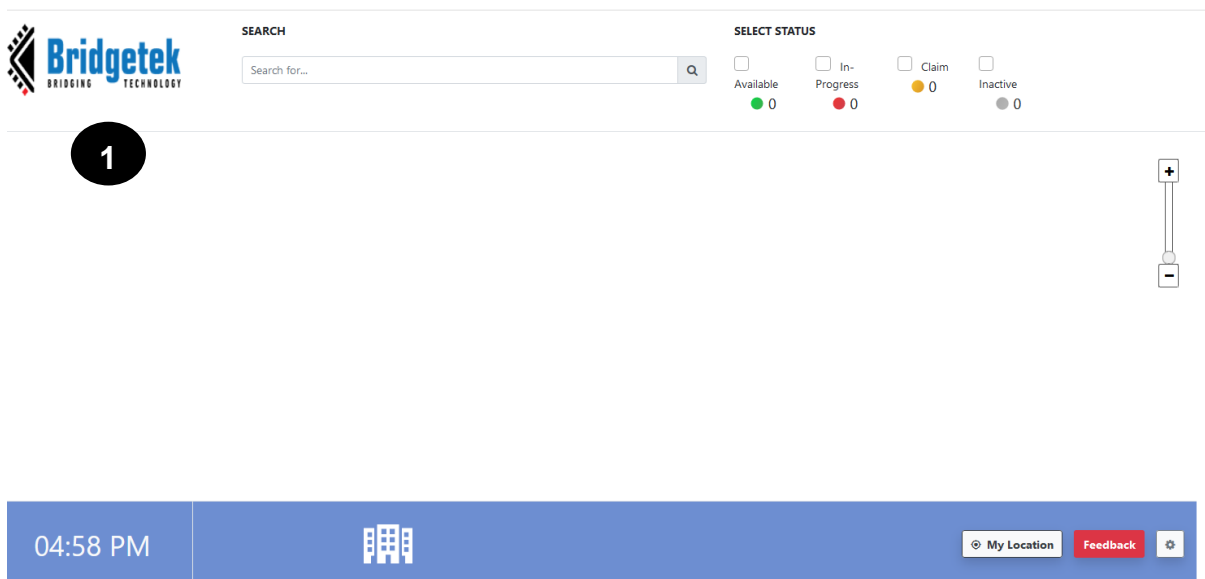 Bridgetek
BRIDGING TECHNOLOGY
SEARCH
Search for...
SELECT STATUS
Available
0
In-
Progress
0
Claim
0
Inactive
0
1
+
−
04:58 PM
My Location
Feedback